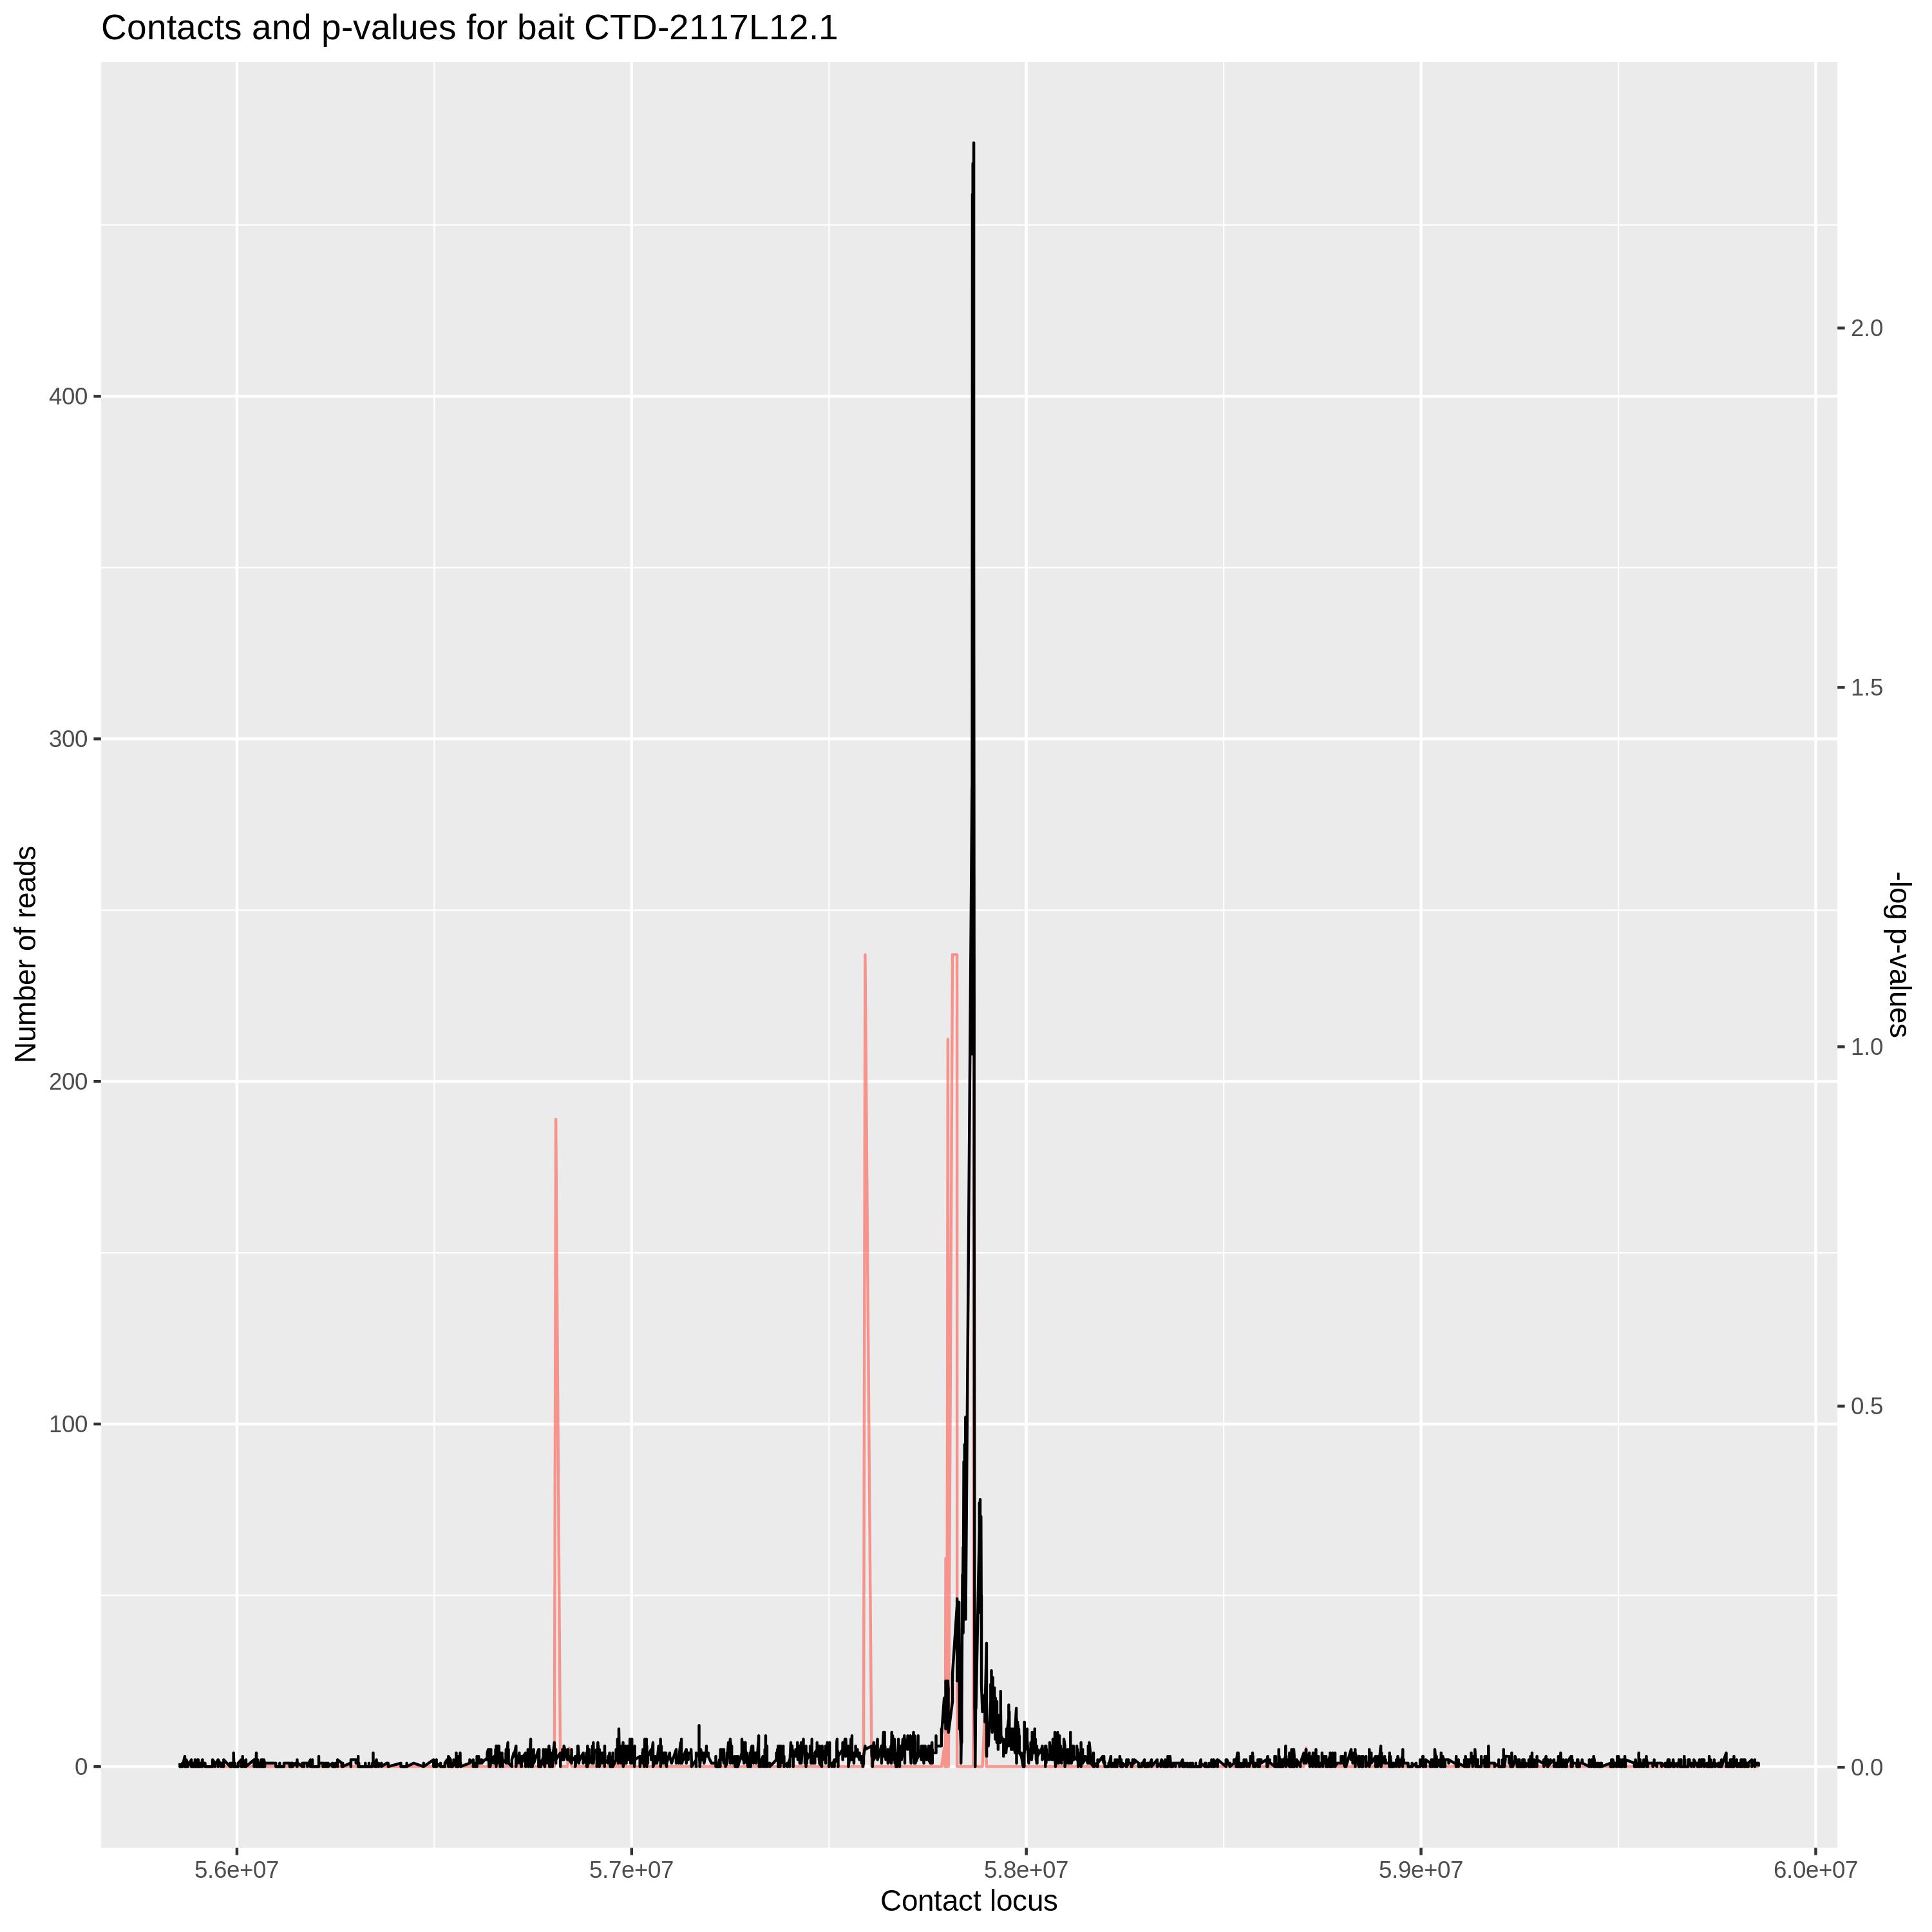 Contacts and p-values for bait CTD-2117L12.1
400
300
200
100
0
Number of reads
2.0
1.5
1.0
0.5
0.0
-log p-values
5.6e+07
5.7e+07
5.8e+07
5.9e+07
6.0e+07
Contact locus